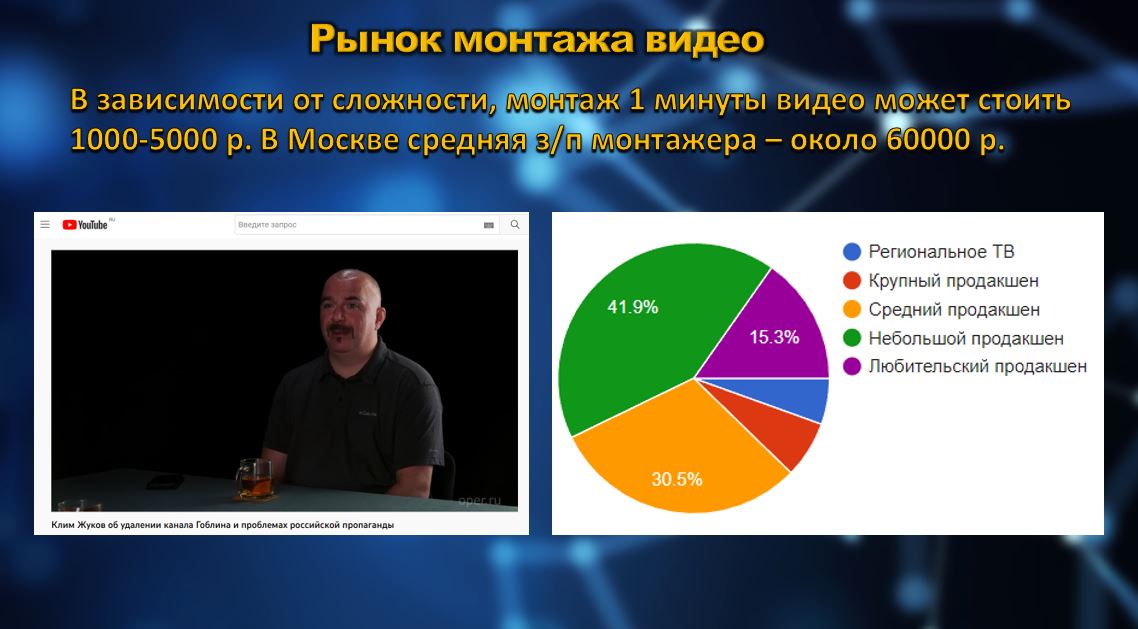 Рынок монтажа видео
В зависимости от сложности, монтаж 1 минуты видео может стоить
1000-5000 р. В Москве средняя з/п монтажера – около 60000 р.
YouTube RU
Введите запрос
oper.ru
Клим Жуков об удалении канала Гоблина и проблемах российской пропаганды
41.9%
15.3%
30.5%
Региональное ТВ
Крупный продакшен
Средний продакшен
Небольшой продакшен
Любительский продакшен